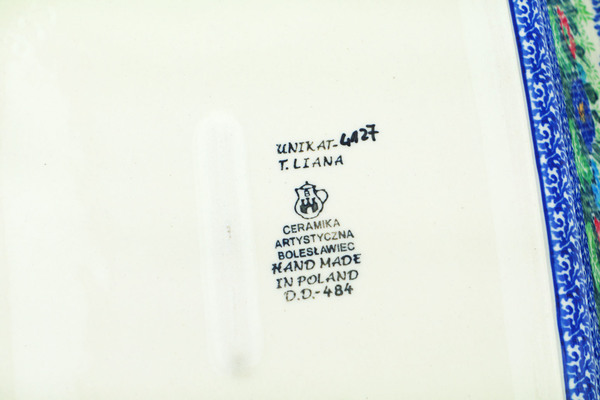 UNIKAT-4127
T. LIANA
CERAMIKA
ARTYSTYCZNA
BOLESŁAWIEC
HAND MADE
IN POLAND
D.D.-484